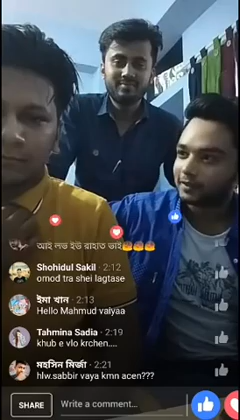 আই লভ ইউ রাহাত ভাই
Shohidul Sakil · 2:12
omod tra shei lagtase
ইমা খান · 2:13
Hello Mahmud vaiyaa
Tahmina Sadia · 2:19
khub e vlo krchen....
মহসিন মির্জা · 2:21
hlw.sabbir vaya kmn acen???
SHARE
Write a comment...